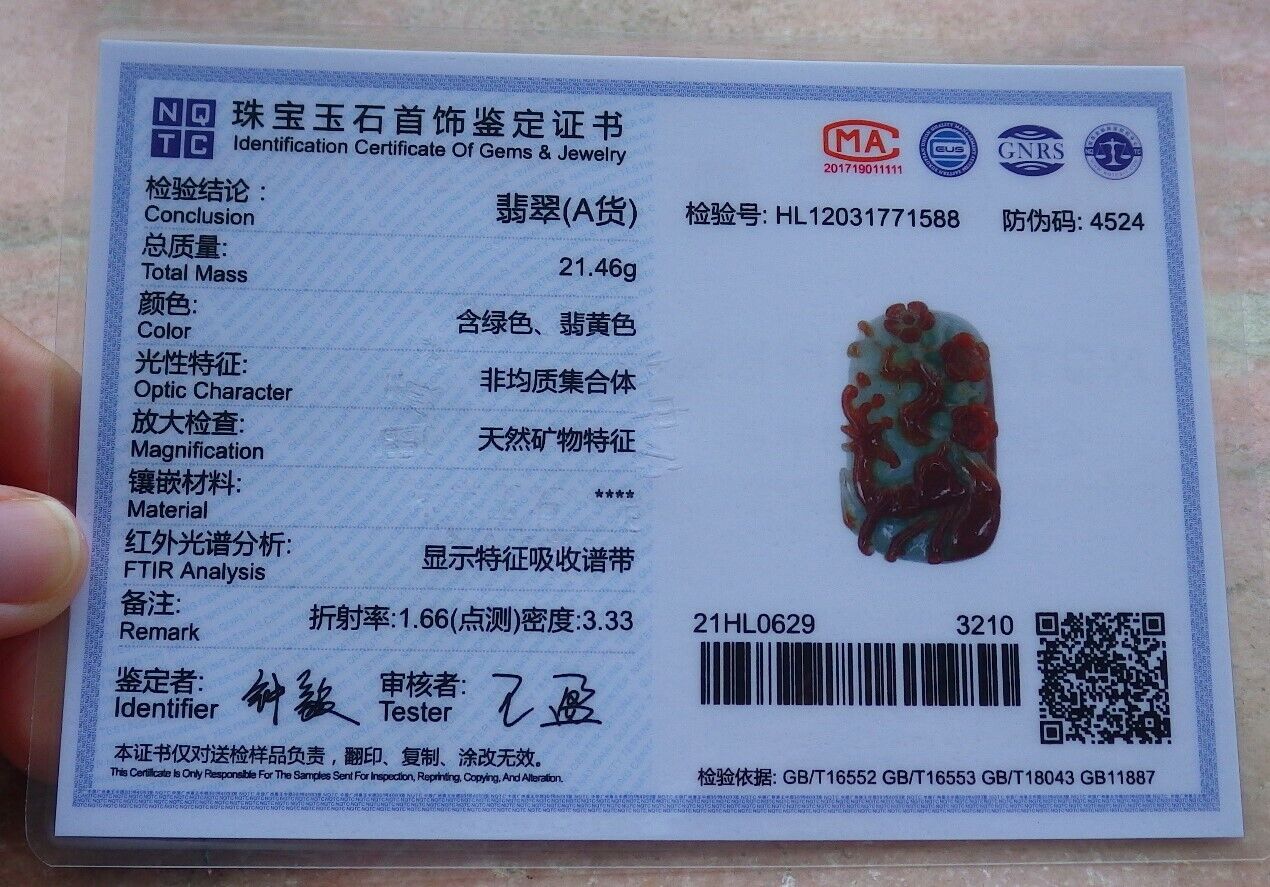 NQ
TC
珠宝玉石首饰鉴定证书
Identification Certificate Of Gems & Jewelry
检验结论:
Conclusion
翡翠(A货)
总质量:
Total Mass
21.46g
颜色:
Color
含绿色、翡黄色
光性特征:
Optic Character
非均质集合体
放大检查:
Magnification
天然矿物特征
镶嵌材料:
Material
****
红外光谱分析:
FTIR Analysis
显示特征吸收谱带
备注:
Remark
折射率:1.66(点测)密度:3.33
鉴定者:
Identifier
审核者:
Tester
本证书仅对送检样品负责，翻印、复制、涂改无效。
This Certificate Is Only Responsible For The Samples Sent For Inspection, Reprinting, Copying, And Alteration.
CMA
201719011111
GNRS
检验号: HL12031771588
防伪码: 4524
21HL0629
3210
检验依据: GB/T16552 GB/T16553 GB/T18043 GB11887